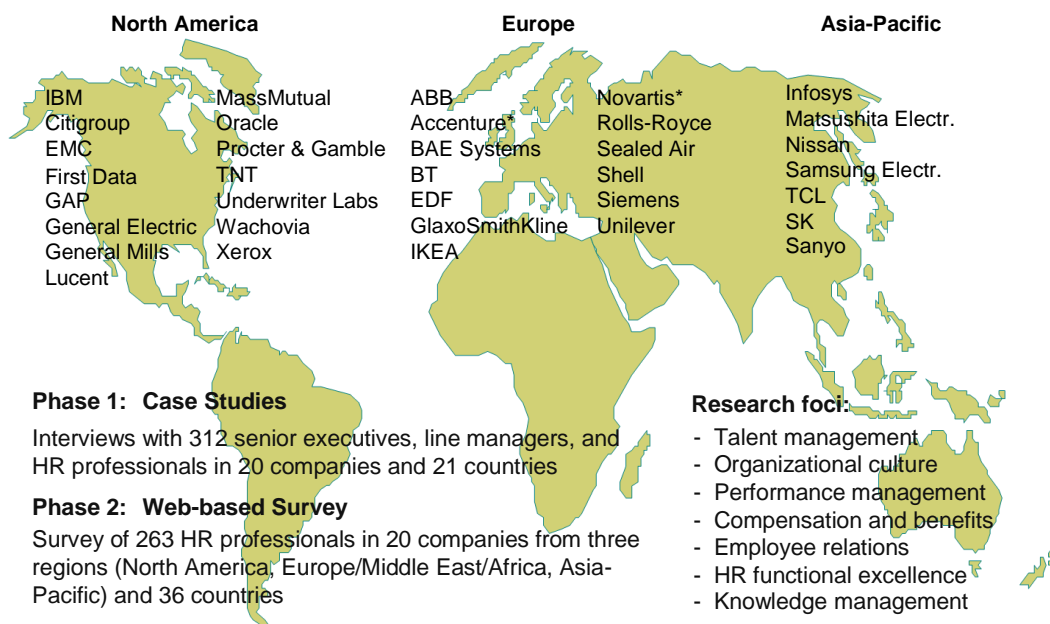 North America
IBM
Citigroup
EMC
First Data
GAP
General Electric
General Mills
Lucent
MassMutual
Oracle
Procter & Gamble
TNT
Underwriter Labs
Wachovia
Xerox
Europe
ABB
Accenture*
BAE Systems
BT
EDF
GlaxoSmithKline
IKEA
Novartis*
Rolls-Royce
Sealed Air
Shell
Siemens
Unilever
Asia-Pacific
Infosys
Matsushita Electr.
Nissan
Samsung Electr.
TCL
SK
Sanyo
Phase 1: Case Studies
Interviews with 312 senior executives, line managers, and
HR professionals in 20 companies and 21 countries
Phase 2: Web-based Survey
Survey of 263 HR professionals in 20 companies from three
regions (North America, Europe/Middle East/Africa, Asia-
Pacific) and 36 countries
Research foci:
- Talent management
- Organizational culture
- Performance management
- Compensation and benefits
- Employee relations
- HR functional excellence
- Knowledge management